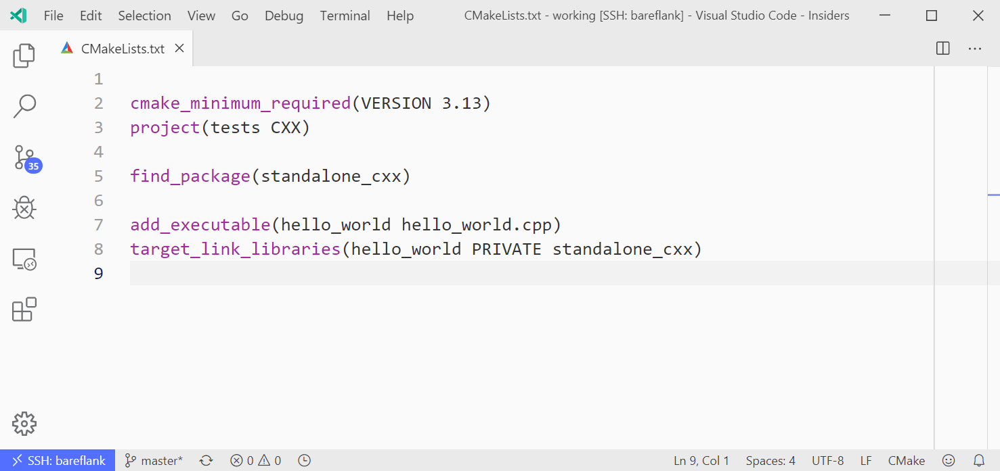 File Edit Selection View Go Debug Terminal Help CMakeLists.txt - working [SSH: bareflank] - Visual Studio Code - Insiders
CMakeLists.txt
1
2 cmake_minimum_required(VERSION 3.13)
3 project(tests CXX)
4
5 find_package(standalone_cxx)
6
7 add_executable(hello_world hello_world.cpp)
8 target_link_libraries(hello_world PRIVATE standalone_cxx)
9
35
SSH: bareflank master* 0 0 Ln 9, Col 1 Spaces: 4 UTF-8 LF CMake